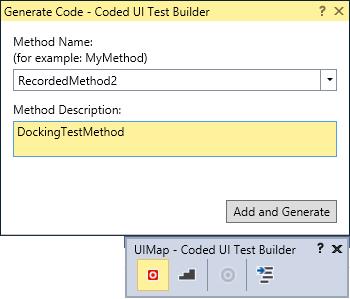 Generate Code - Coded UI Test Builder ? X
Method Name:
(for example: MyMethod)
RecordedMethod2
Method Description:
DockingTestMethod
Add and Generate
UIMap - Coded UI Test Builder ? X